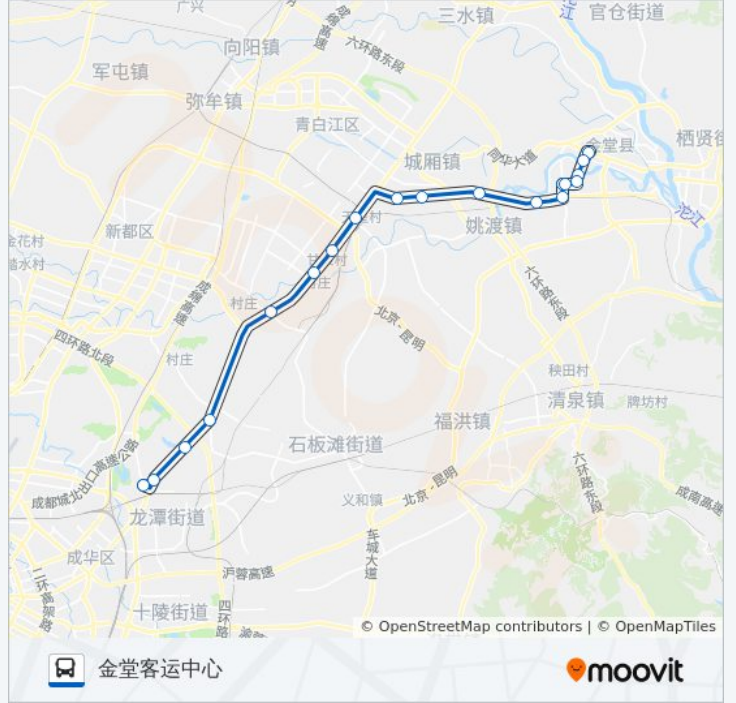 广兴
成绵高速
三水镇
沱江
官仓街道
向阳镇
六环路东段
军屯镇
弥牟镇
青白江区
同华大道
金堂县
栖贤街
城厢镇
沱江
姚渡镇
新都区
金花村
踏水村
村庄
成绵高速
村庄
六环路东段
北京-昆明
四环路北段
村庄
秧田村
清泉镇
牌坊村
福洪镇
石板滩街道
成都城北出口高速公路
六环路东段
北京-昆明
义和镇
成南高速
龙潭街道
车城大道
成华区
沪蓉高速
二环高架路
十陵街道
四环路
© OpenStreetMap contributors | © OpenMapTiles
金堂客运中心
moovit